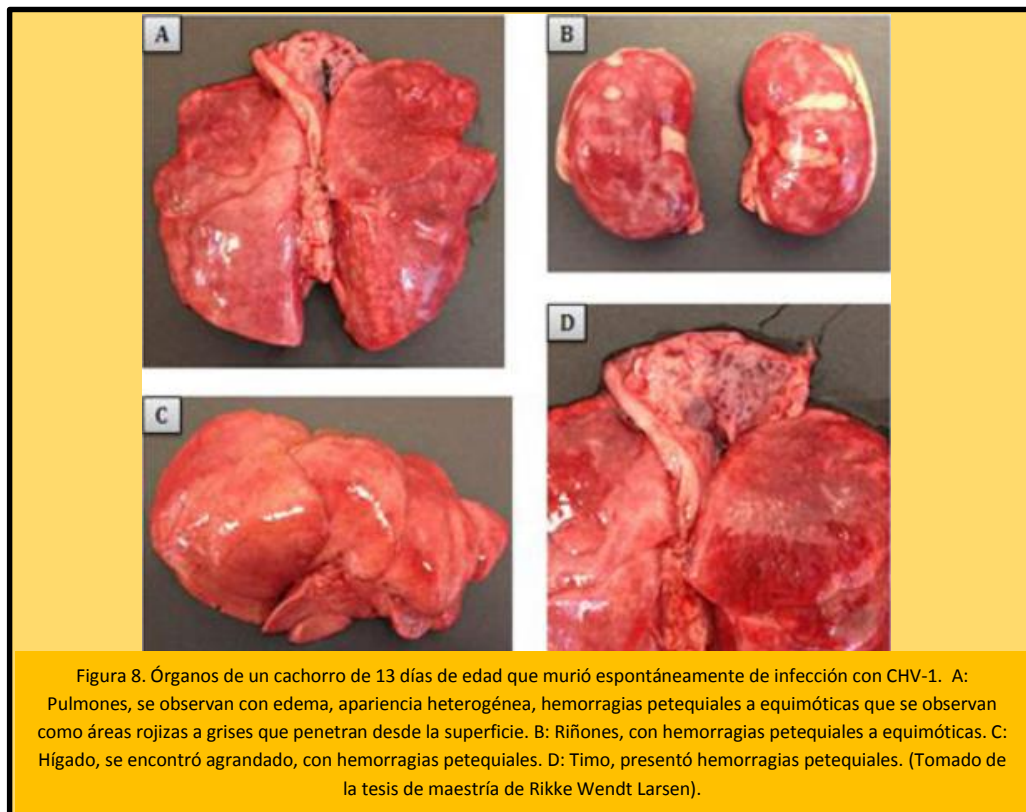 A
B
C
D
Figura 8. Órganos de un cachorro de 13 días de edad que murió espontáneamente de infección con CHV-1. A:
Pulmones, se observan con edema, apariencia heterogénea, hemorragias petequiales a equimóticas que se observan
como áreas rojizas a grises que penetran desde la superficie. B: Riñones, con hemorragias petequiales a equimóticas. C:
Hígado, se encontró agrandado, con hemorragias petequiales. D: Timo, presentó hemorragias petequiales. (Tomado de
la tesis de maestría de Rikke Wendt Larsen).